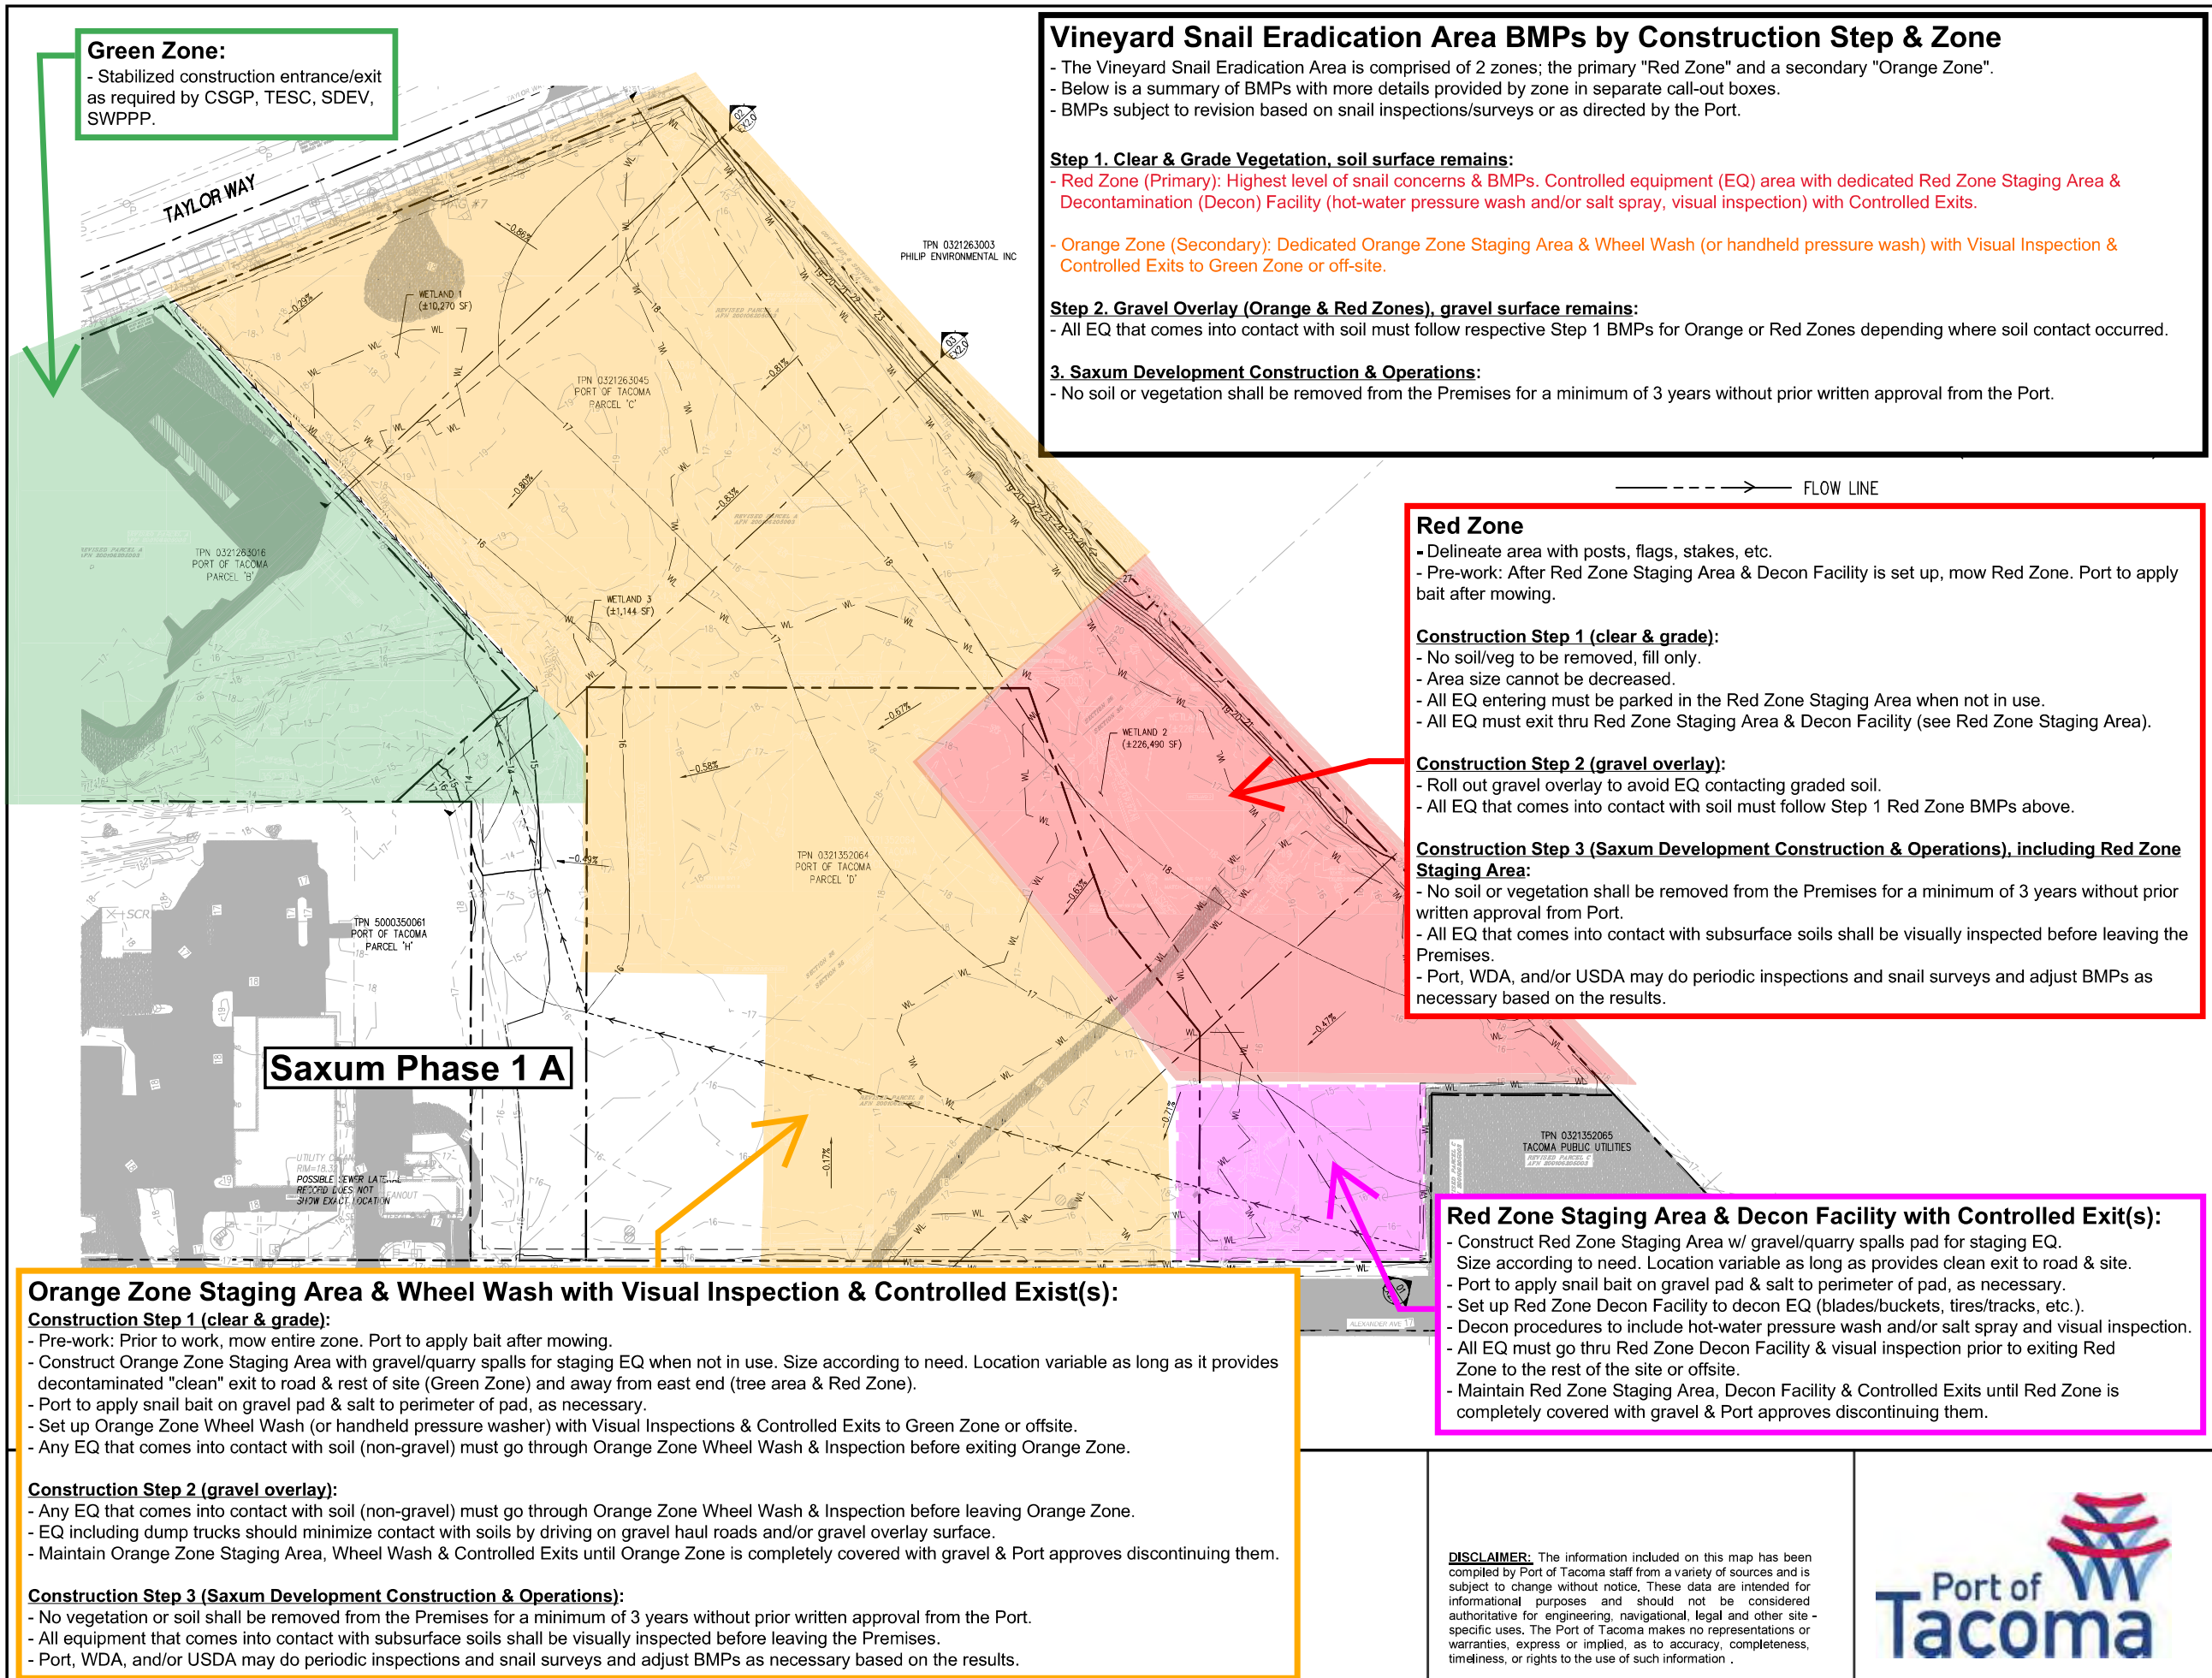 Green Zone:
- Stabilized construction entrance/exit
as required by CSGP, TESC, SDEV,
SWPPP.
Vineyard Snail Eradication Area BMPs by Construction Step & Zone
- The Vineyard Snail Eradication Area is comprised of 2 zones; the primary "Red Zone" and a secondary "Orange Zone".
- Below is a summary of BMPs with more details provided by zone in separate call-out boxes.
- BMPs subject to revision based on snail inspections/surveys or as directed by the Port.
Step 1. Clear & Grade Vegetation, soil surface remains:
- Red Zone (Primary): Highest level of snail concerns & BMPs. Controlled equipment (EQ) area with dedicated Red Zone Staging Area &
Decontamination (Decon) Facility (hot-water pressure wash and/or salt spray, visual inspection) with Controlled Exits.
- Orange Zone (Secondary): Dedicated Orange Zone Staging Area & Wheel Wash (or handheld pressure wash) with Visual Inspection &
Controlled Exits to Green Zone or off-site.
Step 2. Gravel Overlay (Orange & Red Zones), gravel surface remains:
- All EQ that comes into contact with soil must follow respective Step 1 BMPs for Orange or Red Zones depending where soil contact occurred.
3. Saxum Development Construction & Operations:
- No soil or vegetation shall be removed from the Premises for a minimum of 3 years without prior written approval from the Port.
FLOW LINE
TAYLOR WAY
TPN 0321263003
PHILIP ENVIRONMENTAL INC
WETLAND 1
(±10,270 SF)
TPN 0321263045
PORT OF TACOMA
PARCEL 'C'
TPN 0321263016
PORT OF TACOMA
PARCEL 'B'
WETLAND 3
(±1,144 SF)
WETLAND 2
(±226,490 SF)
TPN 0321352064
PORT OF TACOMA
PARCEL 'D'
TPN 5000350061
PORT OF TACOMA
PARCEL 'H'
-0.86%
-0.29%
-0.81%
-0.80%
-0.83%
-0.67%
-0.58%
-0.49%
-0.63%
-0.47%
-0.71%
-0.17%
Saxum Phase 1 A
POSSIBLE SEWER LATERAL
RECORD DOES NOT
SHOW EXACT LOCATION
TPN 0321352065
TACOMA PUBLIC UTILITIES
ALEXANDER AVE
Red Zone
- Delineate area with posts, flags, stakes, etc.
- Pre-work: After Red Zone Staging Area & Decon Facility is set up, mow Red Zone. Port to apply
bait after mowing.
Construction Step 1 (clear & grade):
- No soil/veg to be removed, fill only.
- Area size cannot be decreased.
- All EQ entering must be parked in the Red Zone Staging Area when not in use.
- All EQ must exit thru Red Zone Staging Area & Decon Facility (see Red Zone Staging Area).
Construction Step 2 (gravel overlay):
- Roll out gravel overlay to avoid EQ contacting graded soil.
- All EQ that comes into contact with soil must follow Step 1 Red Zone BMPs above.
Construction Step 3 (Saxum Development Construction & Operations), including Red Zone
Staging Area:
- No soil or vegetation shall be removed from the Premises for a minimum of 3 years without prior
written approval from Port.
- All EQ that comes into contact with subsurface soils shall be visually inspected before leaving the
Premises.
- Port, WDA, and/or USDA may do periodic inspections and snail surveys and adjust BMPs as
necessary based on the results.
Red Zone Staging Area & Decon Facility with Controlled Exit(s):
- Construct Red Zone Staging Area w/ gravel/quarry spalls pad for staging EQ.
Size according to need. Location variable as long as provides clean exit to road & site.
- Port to apply snail bait on gravel pad & salt to perimeter of pad, as necessary.
- Set up Red Zone Decon Facility to decon EQ (blades/buckets, tires/tracks, etc.).
- Decon procedures to include hot-water pressure wash and/or salt spray and visual inspection.
- All EQ must go thru Red Zone Decon Facility & visual inspection prior to exiting Red
Zone to the rest of the site or offsite.
- Maintain Red Zone Staging Area, Decon Facility & Controlled Exits until Red Zone is
completely covered with gravel & Port approves discontinuing them.
Orange Zone Staging Area & Wheel Wash with Visual Inspection & Controlled Exist(s):
Construction Step 1 (clear & grade):
- Pre-work: Prior to work, mow entire zone. Port to apply bait after mowing.
- Construct Orange Zone Staging Area with gravel/quarry spalls for staging EQ when not in use. Size according to need. Location variable as long as it provides
decontaminated "clean" exit to road & rest of site (Green Zone) and away from east end (tree area & Red Zone).
- Port to apply snail bait on gravel pad & salt to perimeter of pad, as necessary.
- Set up Orange Zone Wheel Wash (or handheld pressure washer) with Visual Inspections & Controlled Exits to Green Zone or offsite.
- Any EQ that comes into contact with soil (non-gravel) must go through Orange Zone Wheel Wash & Inspection before exiting Orange Zone.
Construction Step 2 (gravel overlay):
- Any EQ that comes into contact with soil (non-gravel) must go through Orange Zone Wheel Wash & Inspection before leaving Orange Zone.
- EQ including dump trucks should minimize contact with soils by driving on gravel haul roads and/or gravel overlay surface.
- Maintain Orange Zone Staging Area, Wheel Wash & Controlled Exits until Orange Zone is completely covered with gravel & Port approves discontinuing them.
Construction Step 3 (Saxum Development Construction & Operations):
- No vegetation or soil shall be removed from the Premises for a minimum of 3 years without prior written approval from the Port.
- All equipment that comes into contact with subsurface soils shall be visually inspected before leaving the Premises.
- Port, WDA, and/or USDA may do periodic inspections and snail surveys and adjust BMPs as necessary based on the results.
DISCLAIMER: The information included on this map has been
compiled by Port of Tacoma staff from a variety of sources and is
subject to change without notice. These data are intended for
informational purposes and should not be considered
authoritative for engineering, navigational, legal and other site -
specific uses. The Port of Tacoma makes no representations or
warranties, express or implied, as to accuracy, completeness,
timeliness, or rights to the use of such information .
Port of
Tacoma